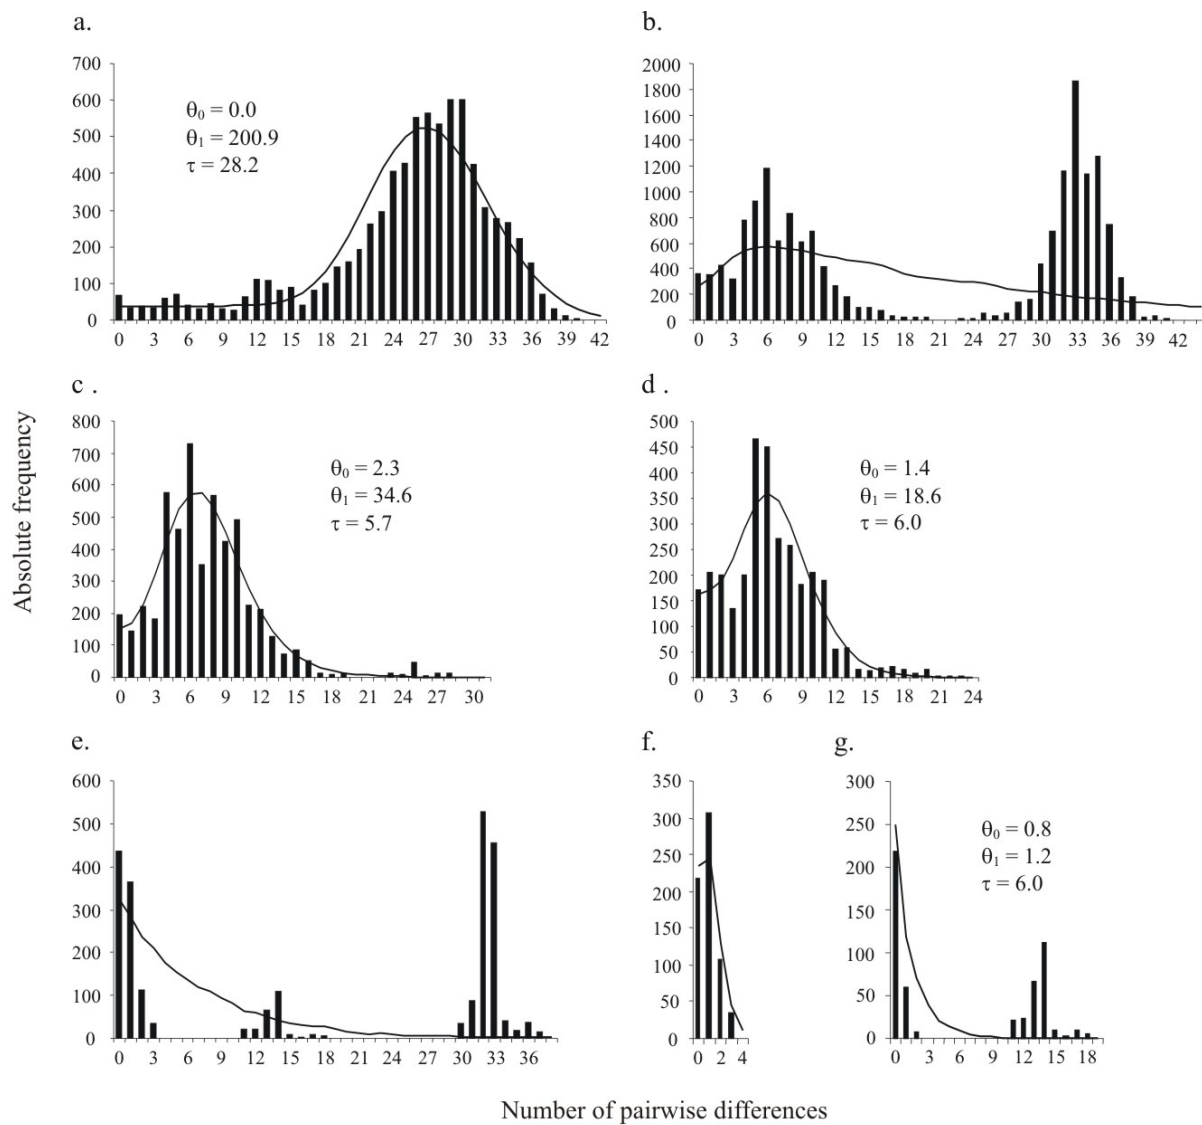 a.
700
600
500
400
300
200
100
0
θ0 = 0.0
θ1 = 200.9
τ = 28.2
0 3 6 9 12 15 18 21 24 27 30 33 36 39 42
b.
2000
1800
1600
1400
1200
1000
800
600
400
200
0
0 3 6 9 12 15 18 21 24 27 30 33 36 39 42
c .
800
700
600
500
400
300
200
100
0
θ0 = 2.3
θ1 = 34.6
τ = 5.7
0 3 6 9 12 15 18 21 24 27 30
d .
500
450
400
350
300
250
200
150
100
50
0
θ0 = 1.4
θ1 = 18.6
τ = 6.0
0 3 6 9 12 15 18 21 24
Absolute frequency
e.
600
500
400
300
200
100
0
0 3 6 9 12 15 18 21 24 27 30 33 36
f.
350
300
250
200
150
100
50
0
0 2 4
g.
300
250
200
150
100
50
0
θ0 = 0.8
θ1 = 1.2
τ = 6.0
0 3 6 9 12 15 18
Number of pairwise differences